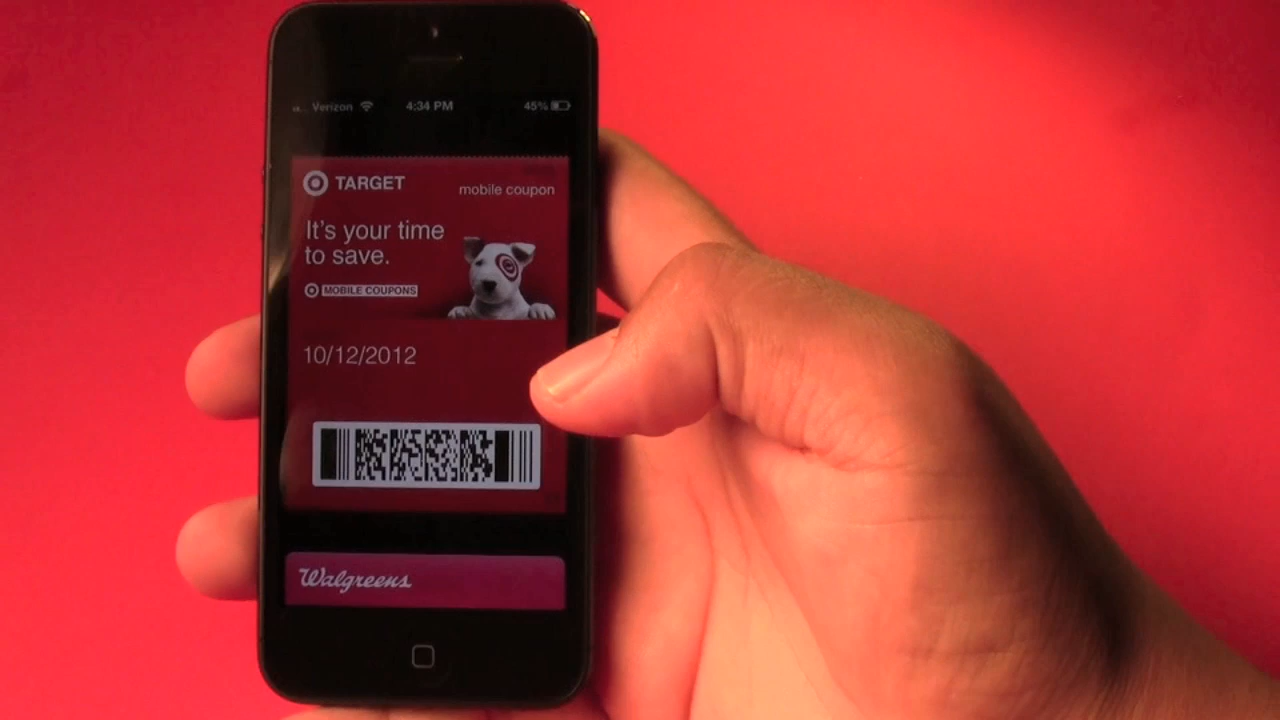 Verizon 4:34 PM 45%
TARGET
mobile coupon
It's your time
to save.
MOBILE COUPONS
10/12/2012
Walgreens